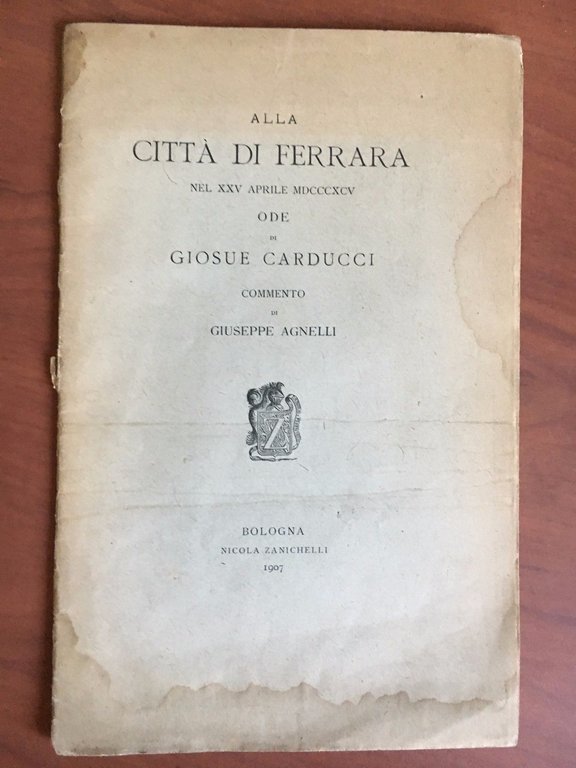 ALLA
CITTÀ DI FERRARA
NEL XXV APRILE MDCCCXCV
ODE
DI
GIOSUE CARDUCCI
COMMENTO
DI
GIUSEPPE AGNELLI
BOLOGNA
NICOLA ZANICHELLI
1907